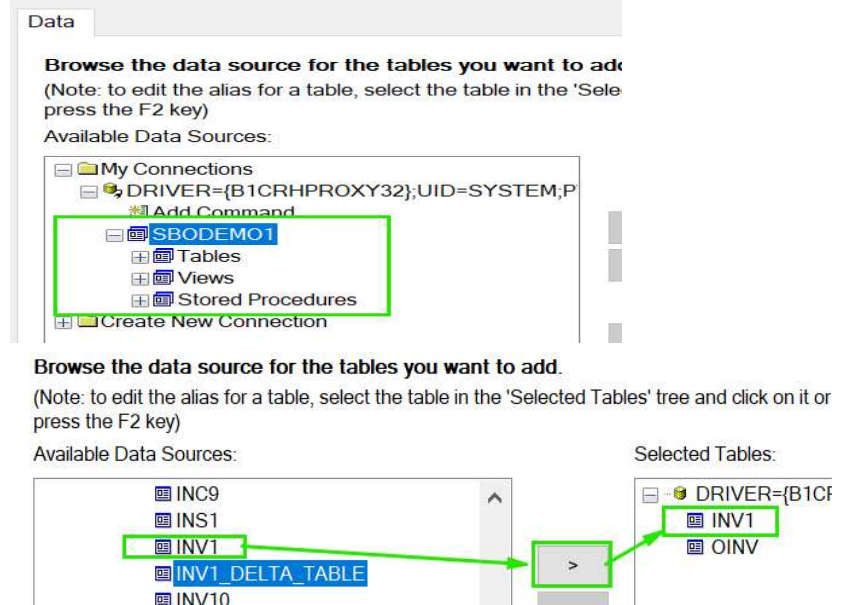 Data
Browse the data source for the tables you want to add
(Note: to edit the alias for a table, select the table in the 'Sele
press the F2 key)
Available Data Sources:
My Connections
DRIVER={B1CRHPROXY32};UID=SYSTEM;P
Add Command
SBODEMO1
Tables
Views
Stored Procedures
Create New Connection
Browse the data source for the tables you want to add.
(Note: to edit the alias for a table, select the table in the 'Selected Tables' tree and click on it or
press the F2 key)
Available Data Sources:
Selected Tables:
INC9
INS1
INV1
INV1_DELTA_TABLE
INV10
>
DRIVER={B1CF
INV1
OINV